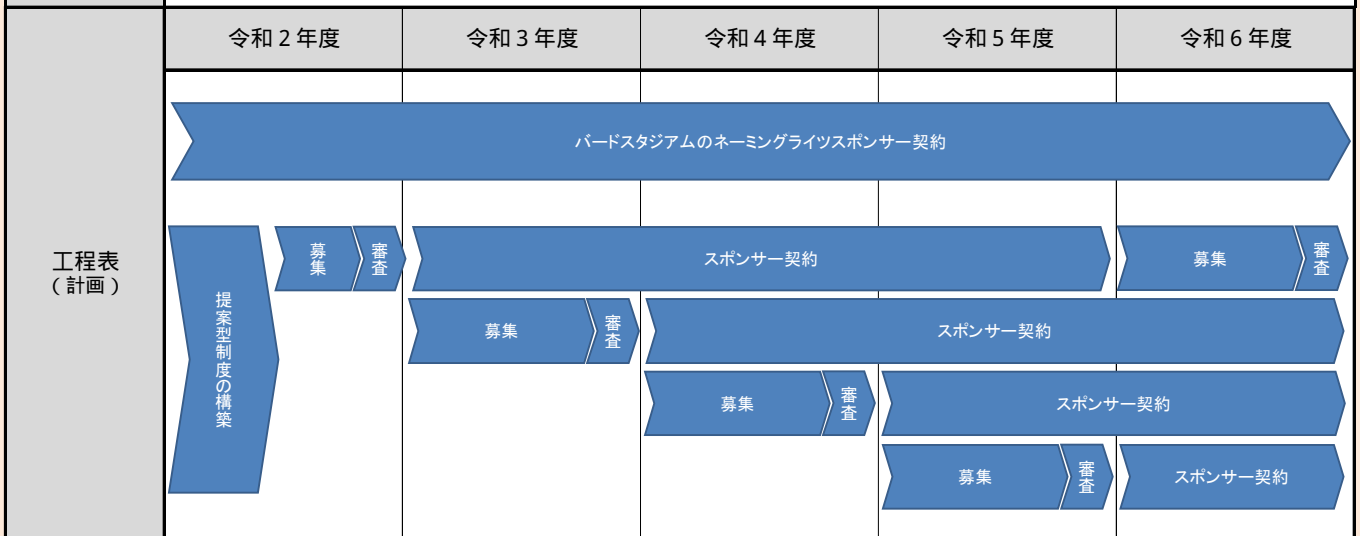 令和２年度
令和３年度
令和４年度
令和５年度
令和６年度
工程表
（計画）
バードスタジアムのネーミングライツスポンサー契約
提案型制度の構築
募集
審査
スポンサー契約
募集
審査
募集
審査
スポンサー契約
募集
審査
スポンサー契約
募集
審査
スポンサー契約